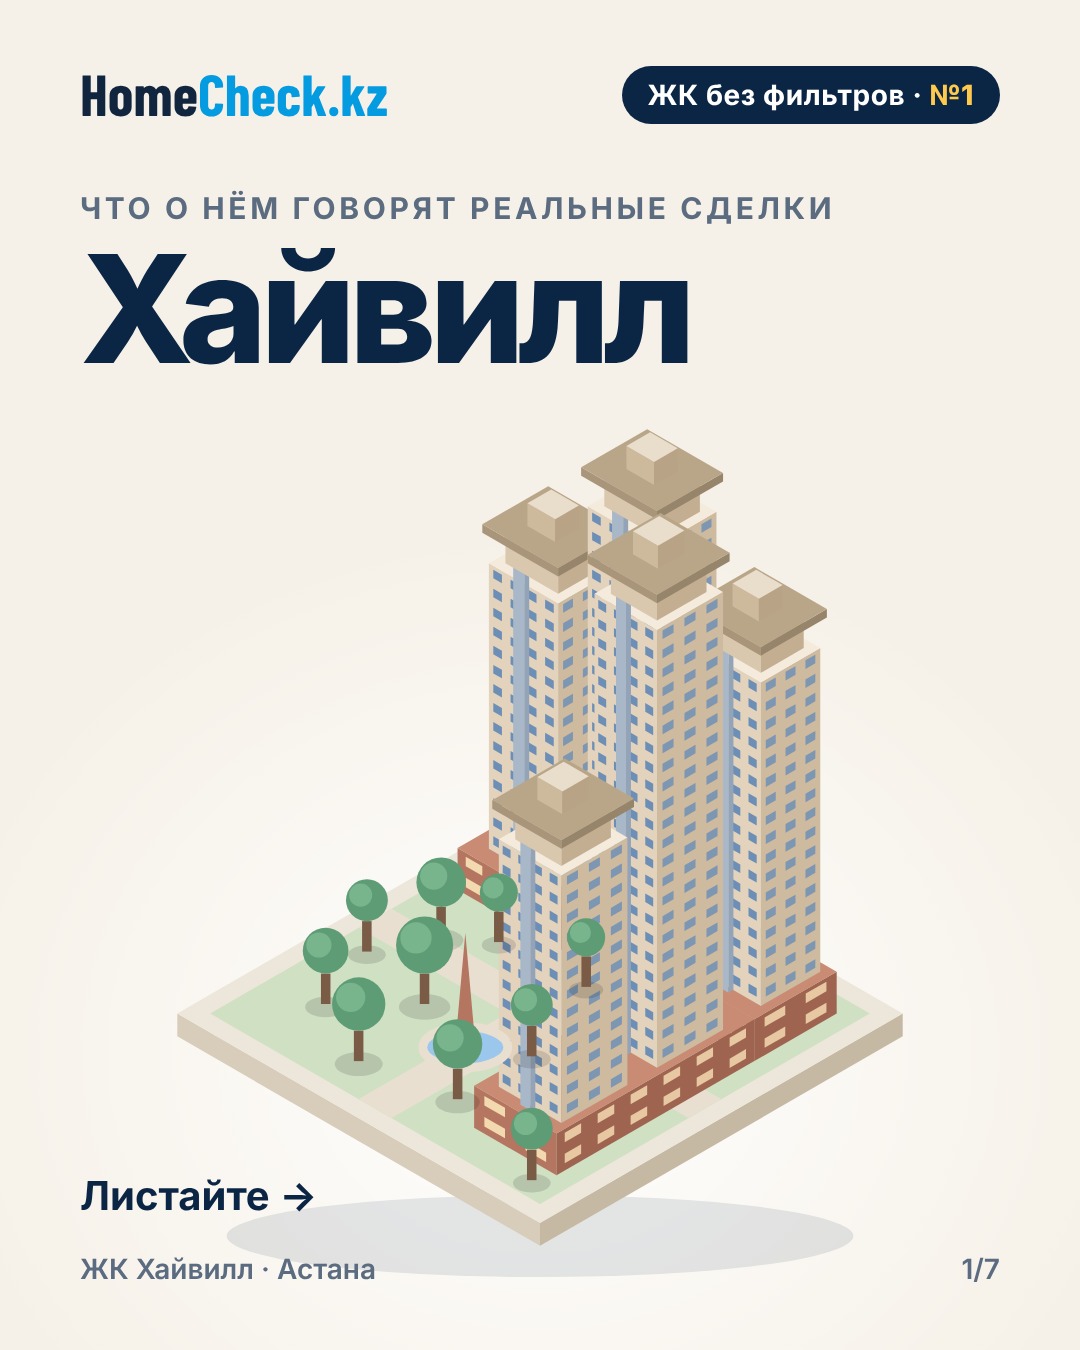 HomeCheck.kz
ЖК без фильтров · №1
ЧТО О НЁМ ГОВОРЯТ РЕАЛЬНЫЕ СДЕЛКИ
Хайвилл
Листайте →
ЖК Хайвилл · Астана
1/7